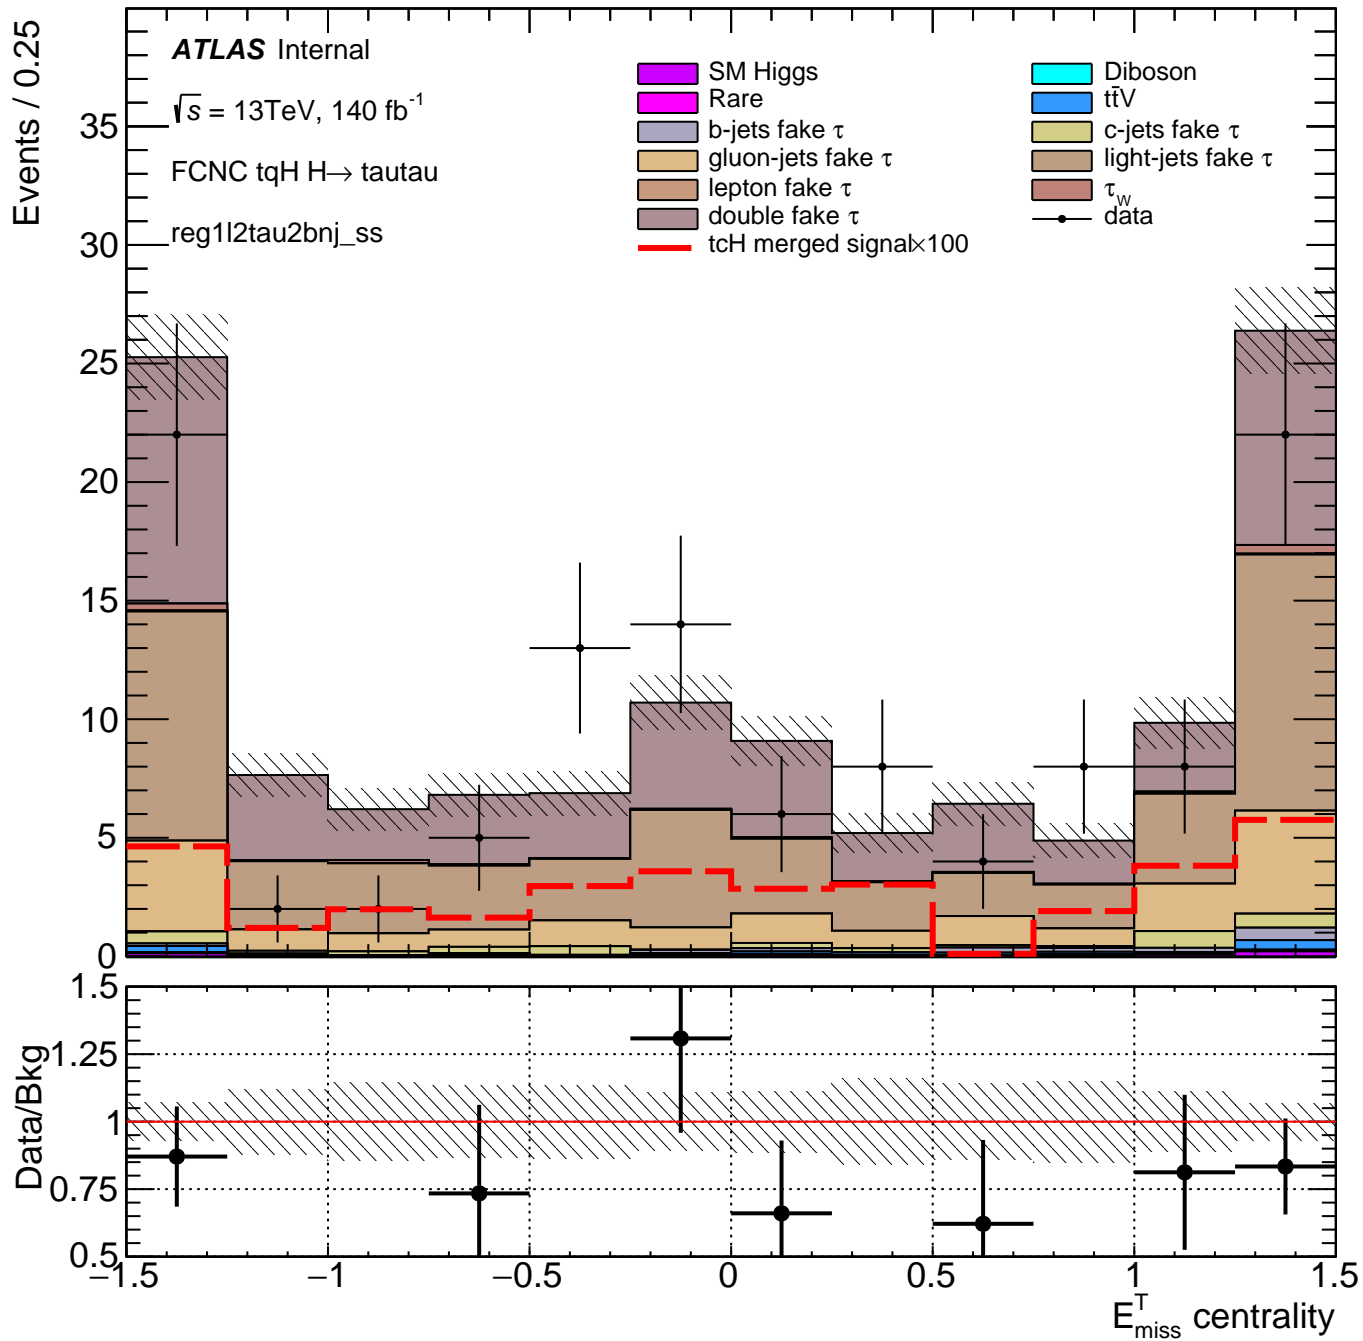 Events / 0.25
ATLAS Internal
√s = 13TeV, 140 fb⁻¹
FCNC tqH H→ tautau
reg1l2tau2bnj_ss
SM Higgs
Rare
b-jets fake τ
gluon-jets fake τ
lepton fake τ
double fake τ
tcH merged signal×100
Diboson
tt̄V
c-jets fake τ
light-jets fake τ
τ_W
data
35
30
25
20
15
10
5
0
Data/Bkg
1.5
1.25
1
0.75
0.5
−1.5 −1 −0.5 0 0.5 1 1.5
E^T_miss centrality